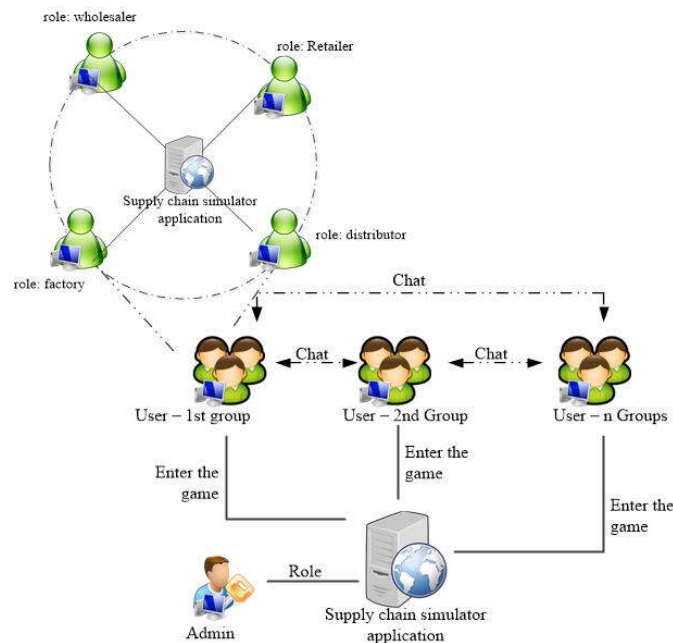 role: wholesaler
role: Retailer
Supply chain simulator
application
role: distributor
role: factory
Chat
Chat
Chat
User – 1st group
User – 2nd Group
User – n Groups
Enter the
game
Enter the
game
Enter the
game
Role
Admin
Supply chain simulator
application